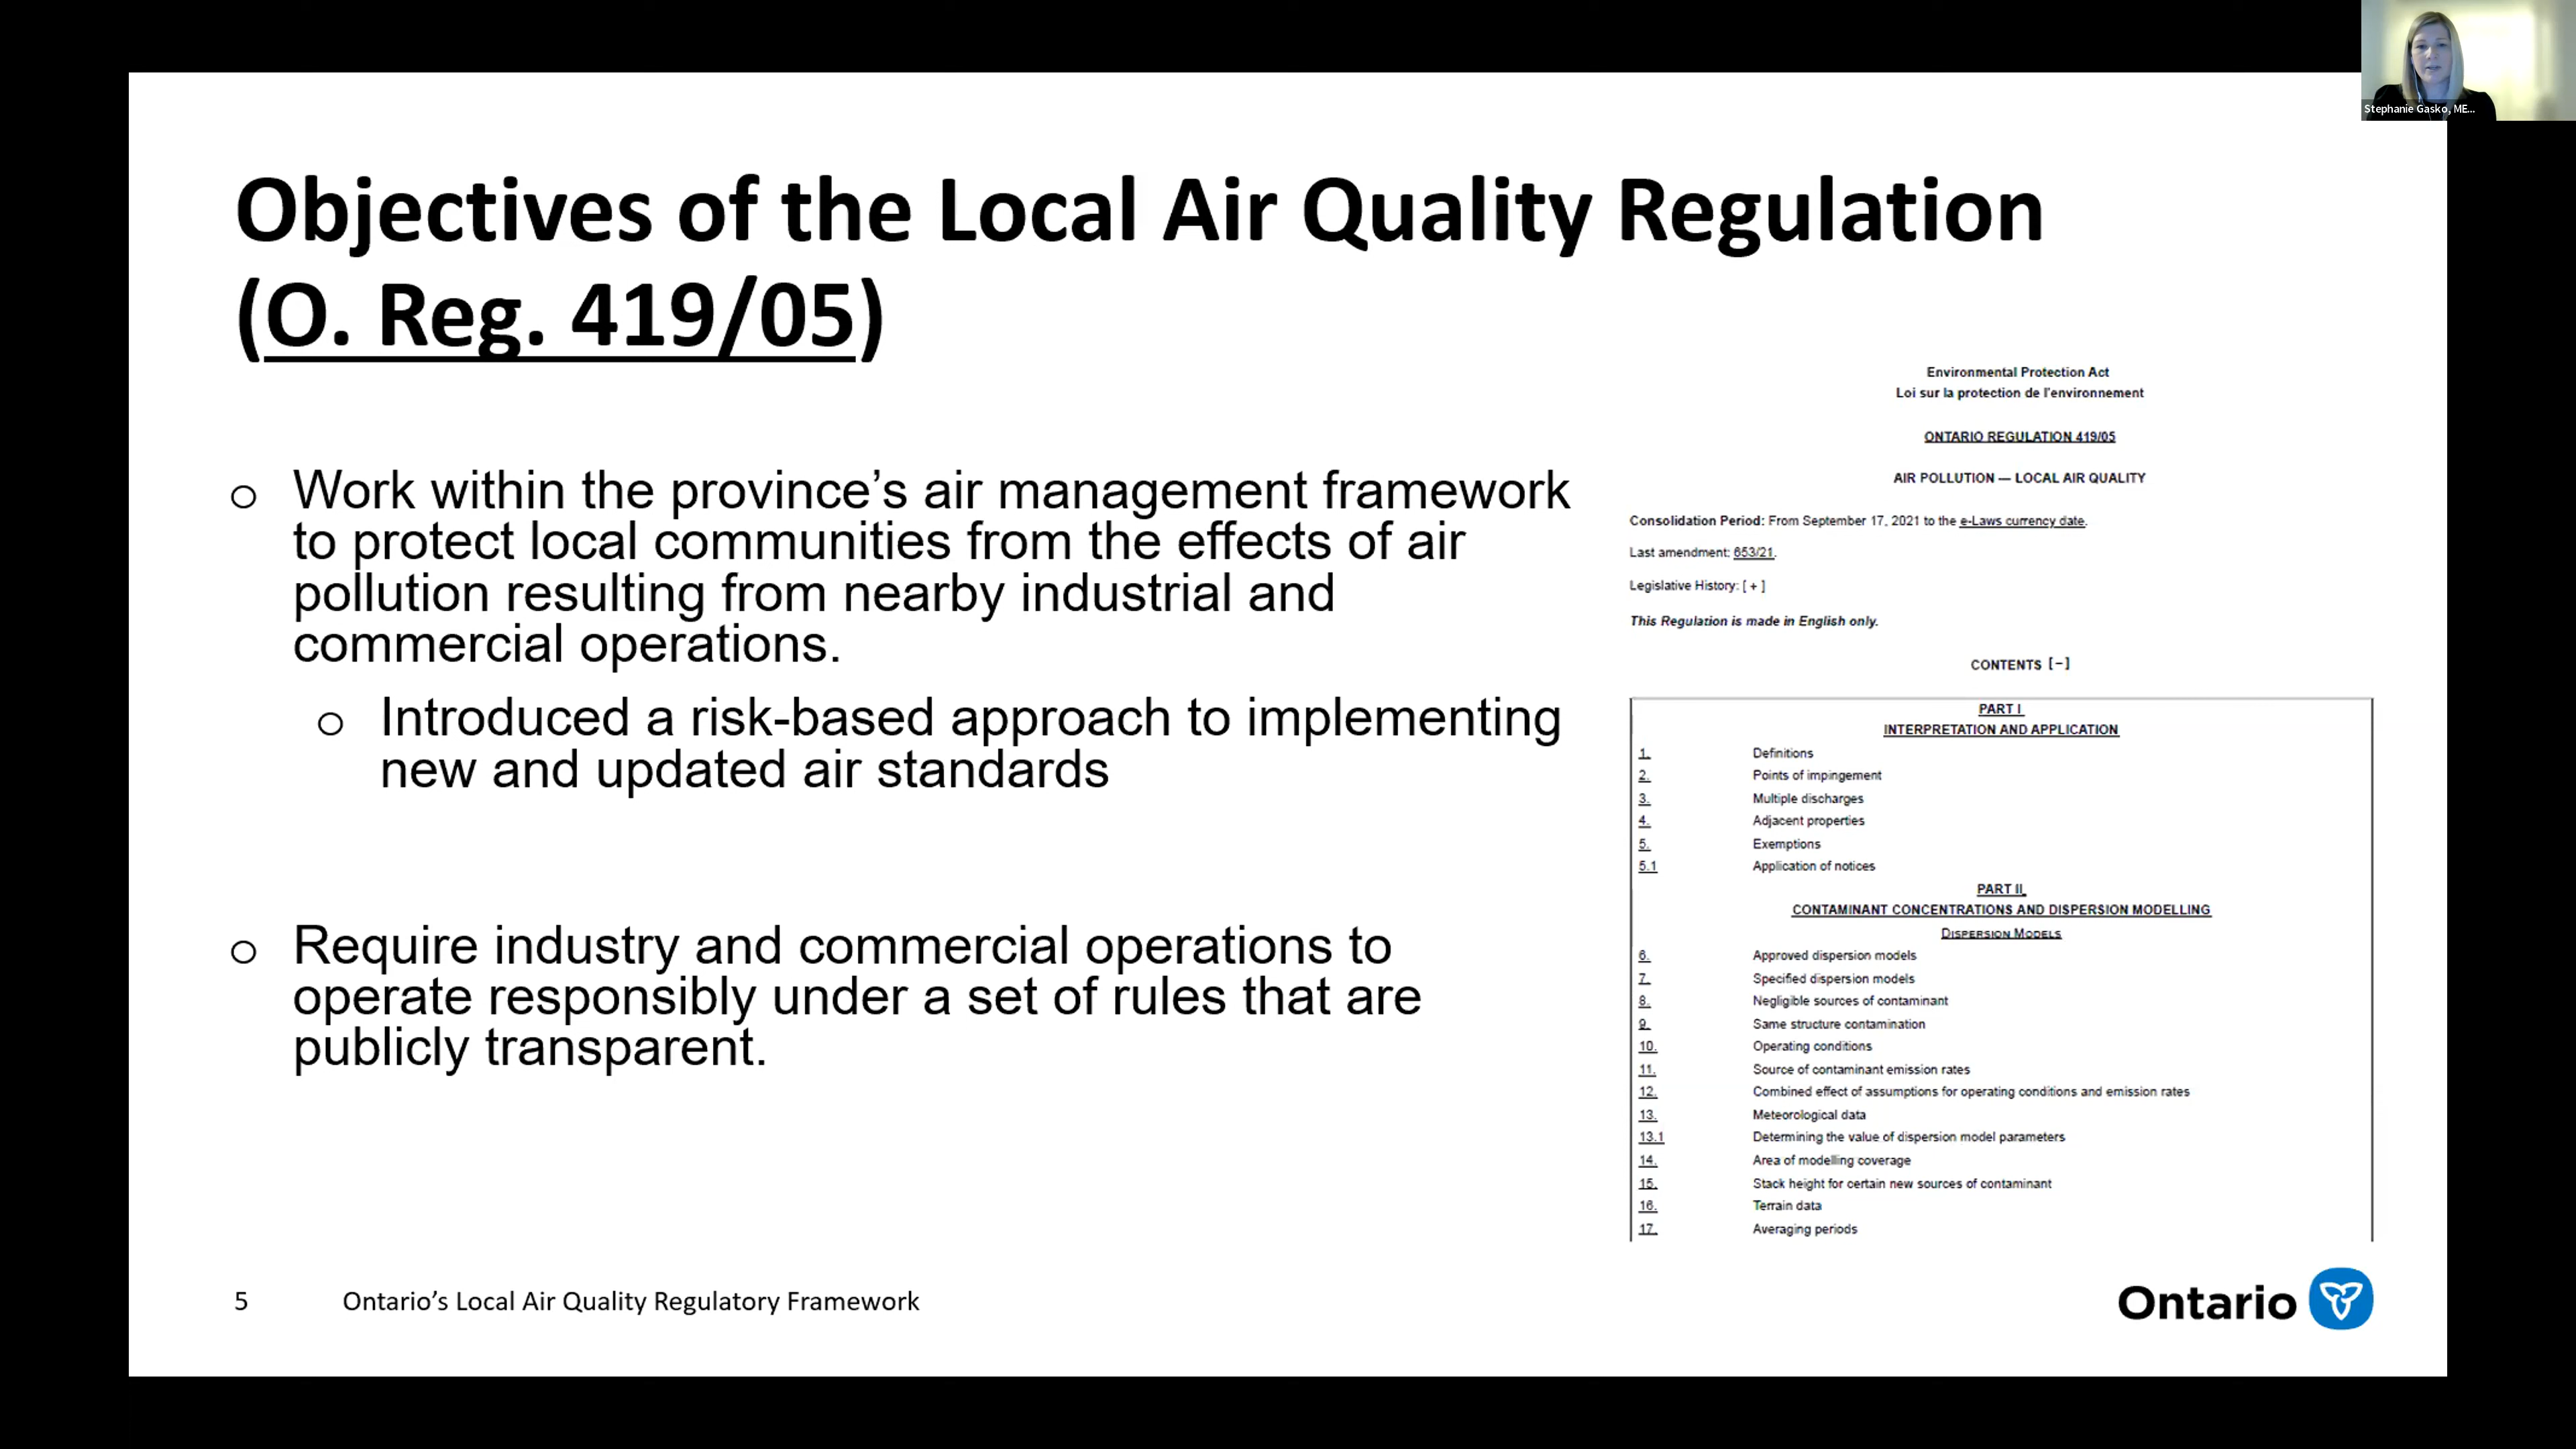 Stephanie Gasko, ME...
Objectives of the Local Air Quality Regulation
(O. Reg. 419/05)
o Work within the province’s air management framework
to protect local communities from the effects of air
pollution resulting from nearby industrial and
commercial operations.
o Introduced a risk-based approach to implementing
new and updated air standards
o Require industry and commercial operations to
operate responsibly under a set of rules that are
publicly transparent.
Environmental Protection Act
Loi sur la protection de l'environnement
ONTARIO REGULATION 419/05
AIR POLLUTION — LOCAL AIR QUALITY
Consolidation Period: From September 17, 2021 to the e-Laws currency date.
Last amendment: 653/21.
Legislative History: [ + ]
This Regulation is made in English only.
CONTENTS [−]
PART I
INTERPRETATION AND APPLICATION
1. Definitions
2. Points of impingement
3. Multiple discharges
4. Adjacent properties
5. Exemptions
5.1 Application of notices
PART II
CONTAMINANT CONCENTRATIONS AND DISPERSION MODELLING
DISPERSION MODELS
6. Approved dispersion models
7. Specified dispersion models
8. Negligible sources of contaminant
9. Same structure contamination
10. Operating conditions
11. Source of contaminant emission rates
12. Combined effect of assumptions for operating conditions and emission rates
13. Meteorological data
13.1 Determining the value of dispersion model parameters
14. Area of modelling coverage
15. Stack height for certain new sources of contaminant
16. Terrain data
17. Averaging periods
5 Ontario’s Local Air Quality Regulatory Framework
Ontario